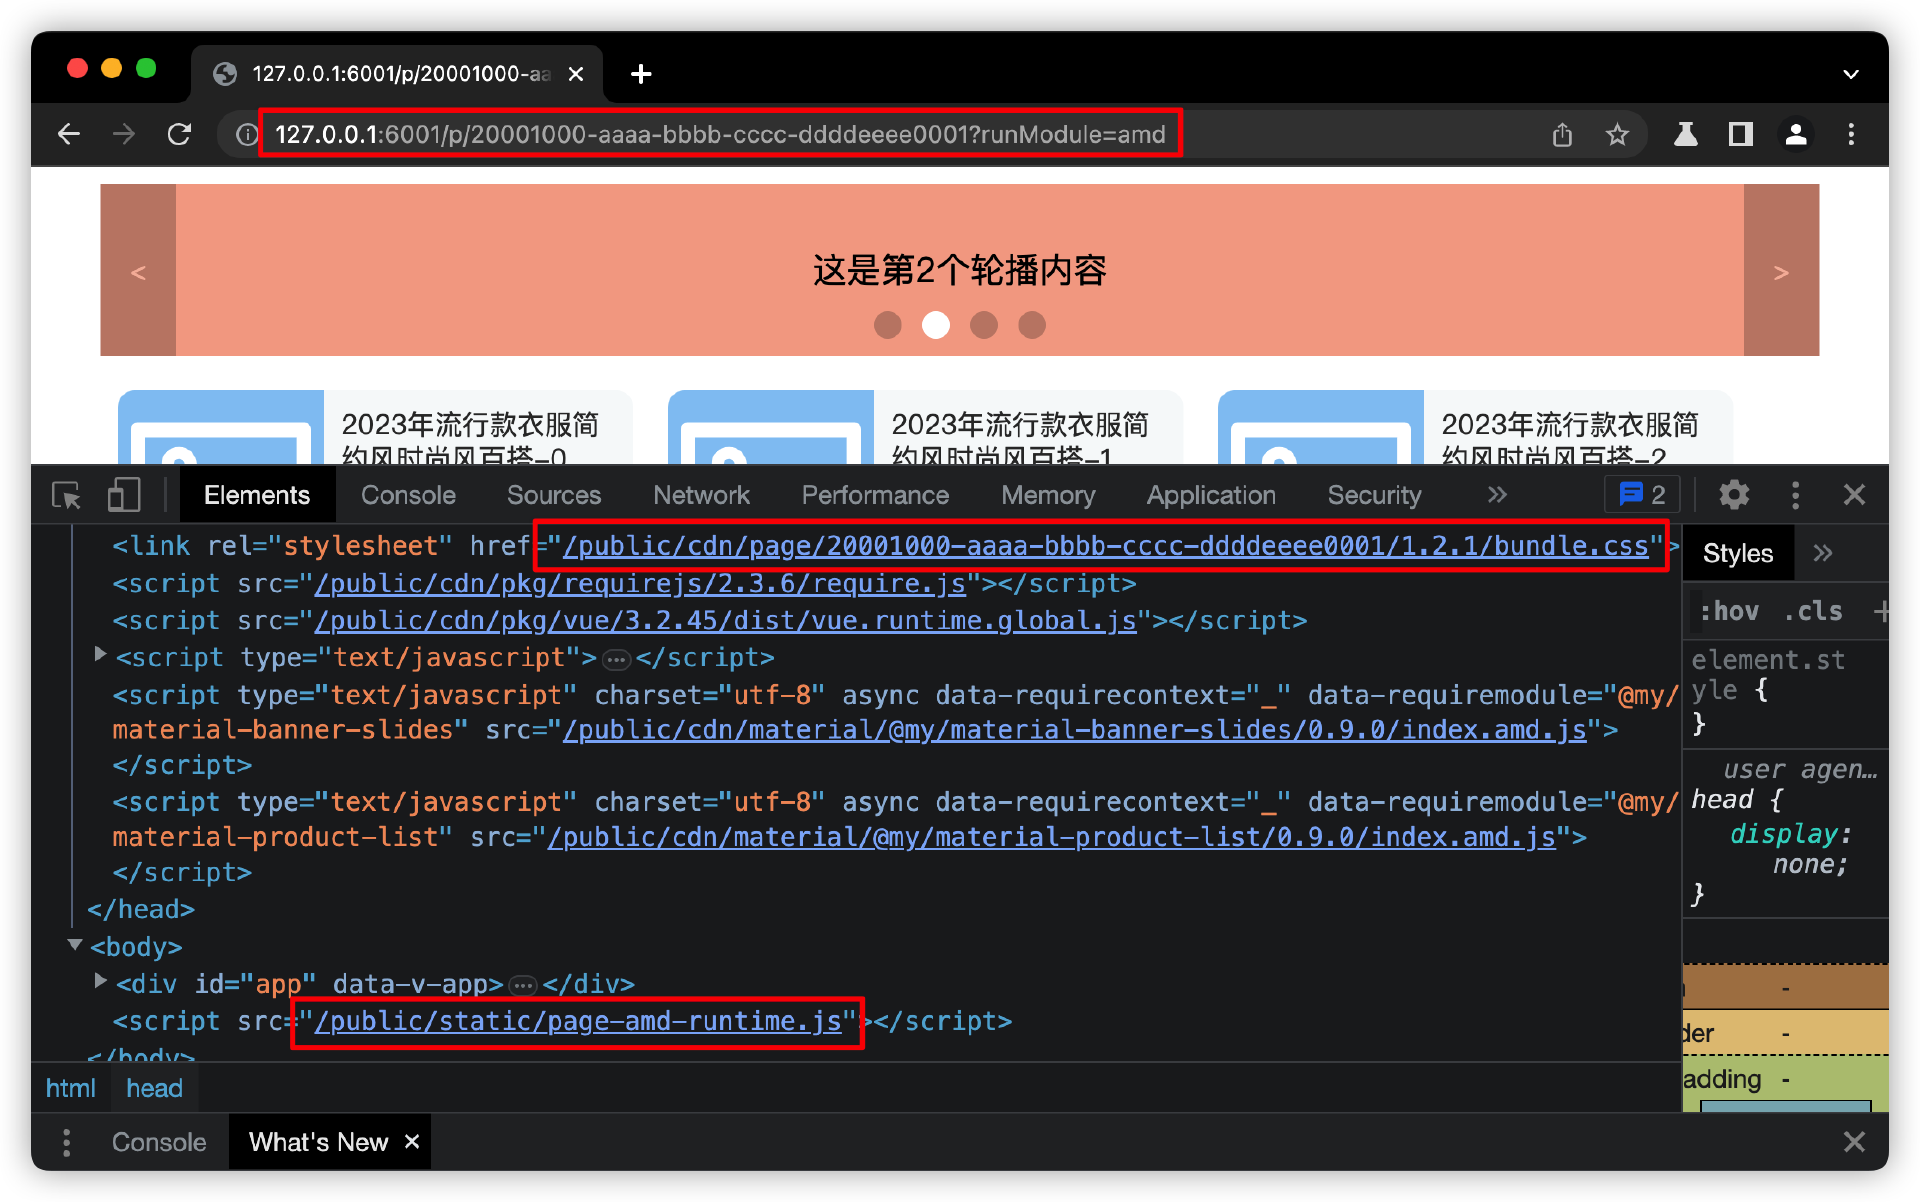 127.0.0.1:6001/p/20001000-aa
127.0.0.1:6001/p/20001000-aaaa-bbbb-cccc-ddddeeee0001?runModule=amd
<
这是第2个轮播内容
>
2023年流行款衣服简
约风时尚风百搭-0
2023年流行款衣服简
约风时尚风百搭-1
2023年流行款衣服简
约风时尚风百搭-2
Elements Console Sources Network Performance Memory Application Security » 2
<link rel="stylesheet" href="/public/cdn/page/20001000-aaaa-bbbb-cccc-ddddeeee0001/1.2.1/bundle.css">
<script src="/public/cdn/pkg/requirejs/2.3.6/require.js"></script>
<script src="/public/cdn/pkg/vue/3.2.45/dist/vue.runtime.global.js"></script>
<script type="text/javascript">…</script>
<script type="text/javascript" charset="utf-8" async data-requirecontext="_" data-requiremodule="@my/
material-banner-slides" src="/public/cdn/material/@my/material-banner-slides/0.9.0/index.amd.js">
</script>
<script type="text/javascript" charset="utf-8" async data-requirecontext="_" data-requiremodule="@my/
material-product-list" src="/public/cdn/material/@my/material-product-list/0.9.0/index.amd.js">
</script>
</head>
<body>
<div id="app" data-v-app>…</div>
<script src="/public/static/page-amd-runtime.js"></script>
</body>
html head
Styles »
:hov .cls +
element.st
yle {
}
user agen…
head {
display:
none;
}
-
der -
adding -
Console What's New